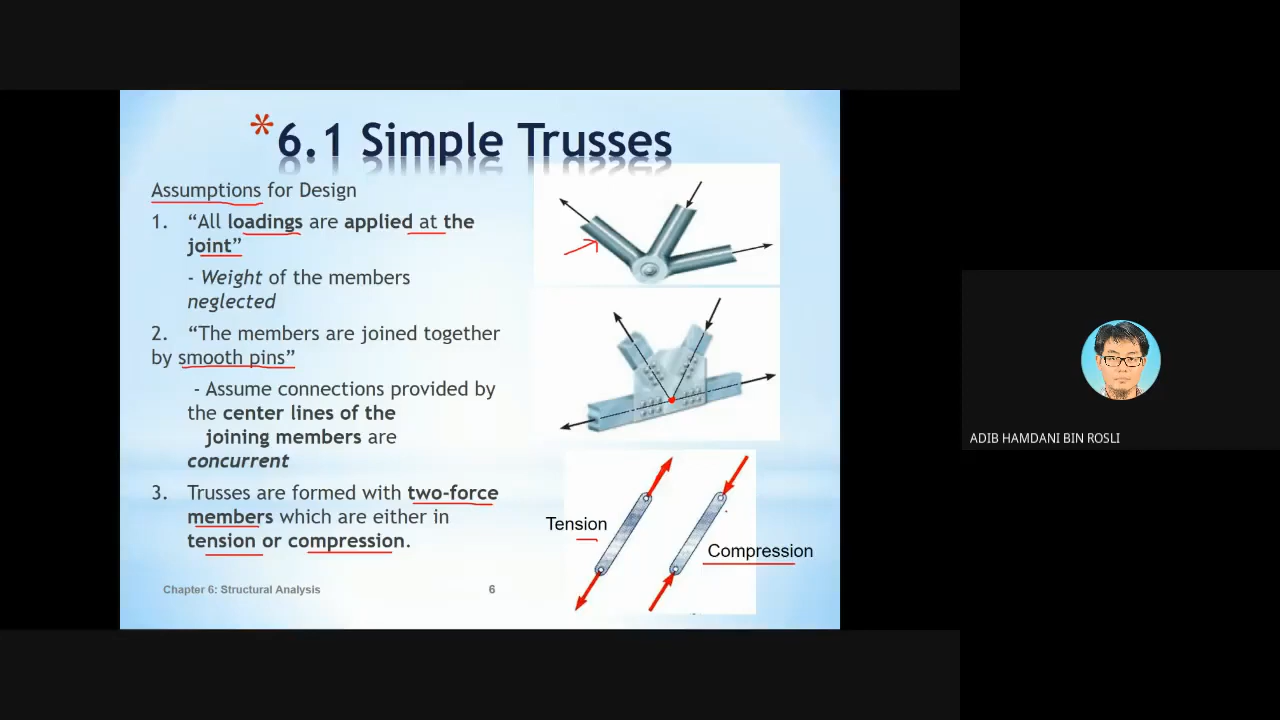 *6.1 Simple Trusses
Assumptions for Design
1. “All loadings are applied at the
joint”
- Weight of the members
neglected
2. “The members are joined together
by smooth pins”
- Assume connections provided by
the center lines of the
joining members are
concurrent
3. Trusses are formed with two-force
members which are either in
tension or compression.
Tension
Compression
Chapter 6: Structural Analysis
6
ADIB HAMDANI BIN ROSLI